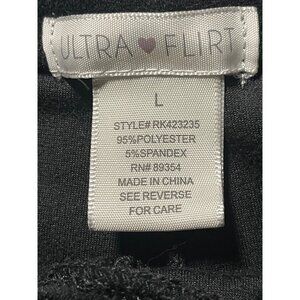 ULTRA FLIRT
L
STYLE# RK423235
95%POLYESTER
5%SPANDEX
RN# 89354
MADE IN CHINA
SEE REVERSE
FOR CARE